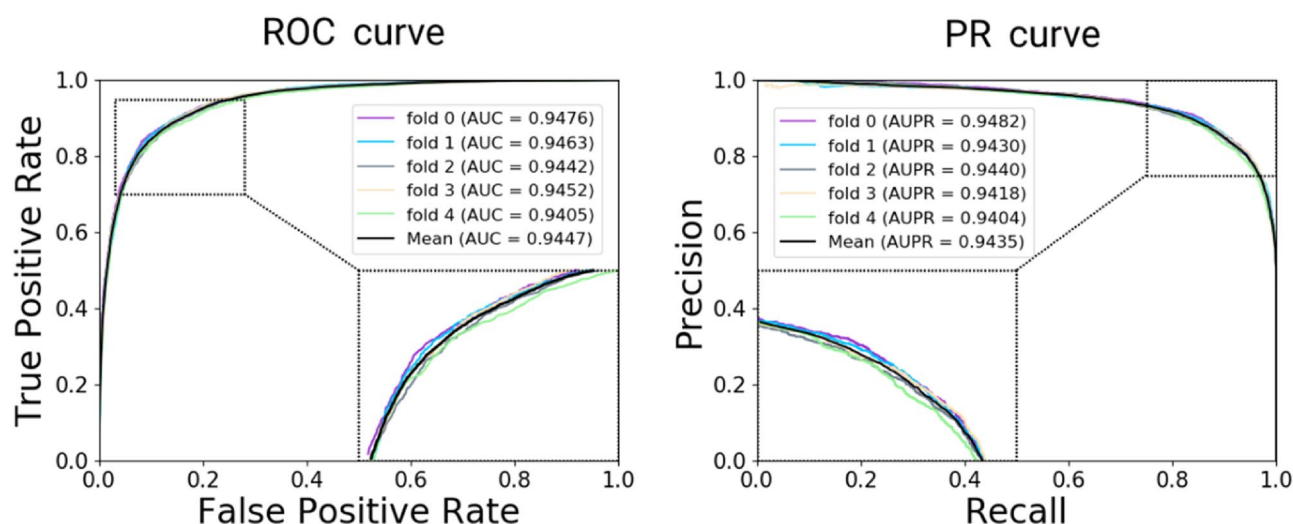 ROC curve
True Positive Rate
1.0
0.8
0.6
0.4
0.2
0.0
fold 0 (AUC = 0.9476)
fold 1 (AUC = 0.9463)
fold 2 (AUC = 0.9442)
fold 3 (AUC = 0.9452)
fold 4 (AUC = 0.9405)
Mean (AUC = 0.9447)
0.0 0.2 0.4 0.6 0.8 1.0
False Positive Rate
PR curve
Precision
1.0
0.8
0.6
0.4
0.2
0.0
fold 0 (AUPR = 0.9482)
fold 1 (AUPR = 0.9430)
fold 2 (AUPR = 0.9440)
fold 3 (AUPR = 0.9418)
fold 4 (AUPR = 0.9404)
Mean (AUPR = 0.9435)
0.0 0.2 0.4 0.6 0.8 1.0
Recall